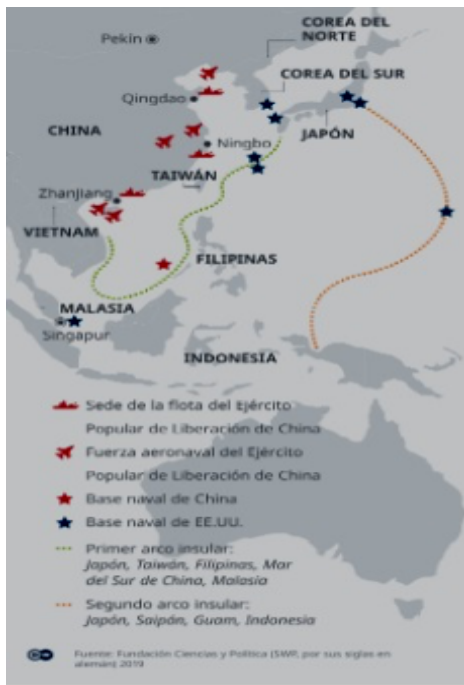 COREA DEL
NORTE
Pekín
COREA DEL SUR
Qingdao
CHINA
JAPÓN
Ningbo
TAIWÁN
Zhanjiang
VIETNAM
FILIPINAS
MALASIA
Singapur
INDONESIA
Sede de la flota del Ejército
Popular de Liberación de China
Fuerza aeronaval del Ejército
Popular de Liberación de China
Base naval de China
Base naval de EE.UU.
Primer arco insular:
Japón, Taiwán, Filipinas, Mar
del Sur de China, Malasia
Segundo arco insular:
Japón, Saipón, Guam, Indonesia
Fuente: Fundación Ciencias y Política (SWP, por sus siglas en
alemán) 2019